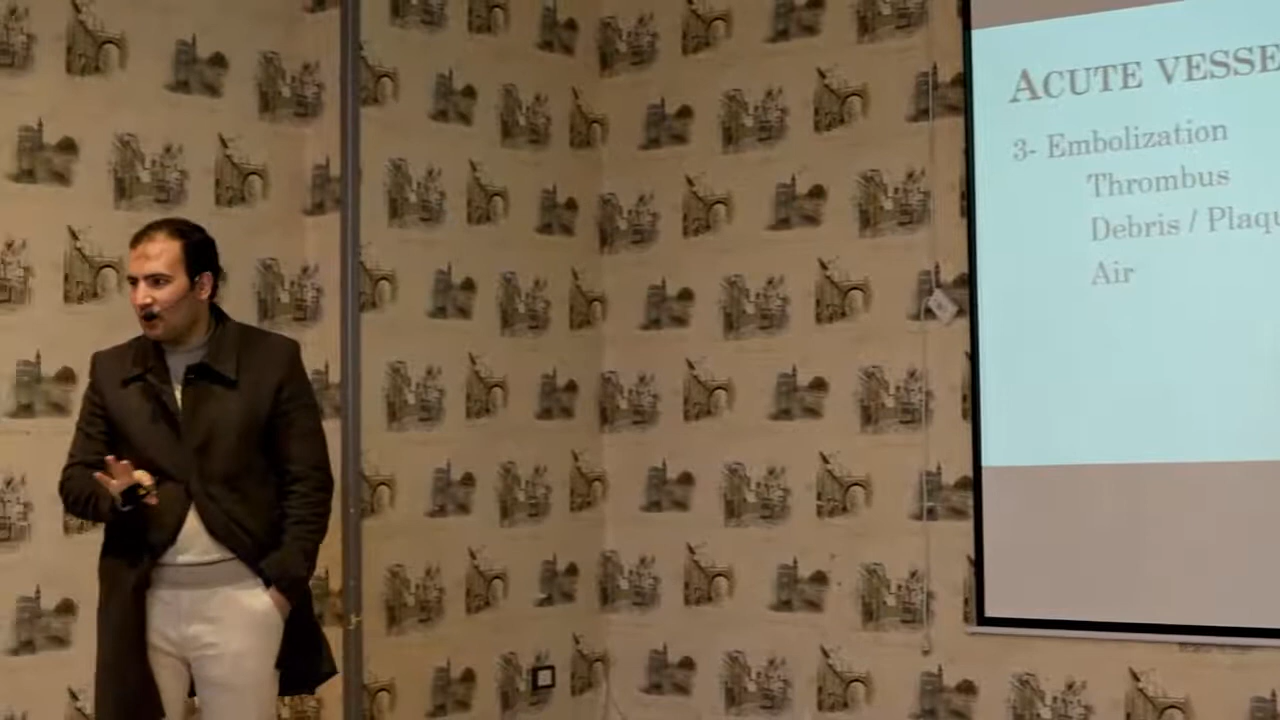 ACUTE VESSE
3- Embolization
Thrombus
Debris / Plaqu
Air